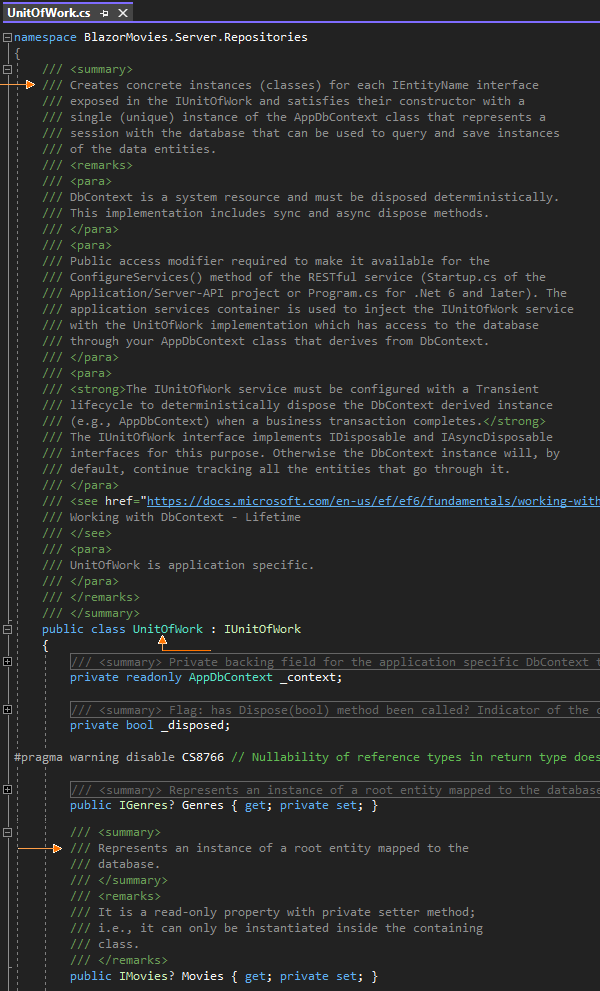 UnitOfWork.cs
namespace BlazorMovies.Server.Repositories
{
/// <summary>
/// Creates concrete instances (classes) for each IEntityName interface
/// exposed in the IUnitOfWork and satisfies their constructor with a
/// single (unique) instance of the AppDbContext class that represents a
/// session with the database that can be used to query and save instances
/// of the data entities.
/// <remarks>
/// <para>
/// DbContext is a system resource and must be disposed deterministically.
/// This implementation includes sync and async dispose methods.
/// </para>
/// <para>
/// Public access modifier required to make it available for the
/// ConfigureServices() method of the RESTful service (Startup.cs of the
/// Application/Server-API project or Program.cs for .Net 6 and later). The
/// application services container is used to inject the IUnitOfWork service
/// with the UnitOfWork implementation which has access to the database
/// through your AppDbContext class that derives from DbContext.
/// </para>
/// <para>
/// <strong>The IUnitOfWork service must be configured with a Transient
/// lifecycle to deterministically dispose the DbContext derived instance
/// (e.g., AppDbContext) when a business transaction completes.</strong>
/// The IUnitOfWork interface implements IDisposable and IAsyncDisposable
/// interfaces for this purpose. Otherwise the DbContext instance will, by
/// default, continue tracking all the entities that go through it.
/// </para>
/// <see href="https://docs.microsoft.com/en-us/ef/ef6/fundamentals/working-with
/// Working with DbContext - Lifetime
/// </see>
/// <para>
/// UnitOfWork is application specific.
/// </para>
/// </remarks>
/// </summary>
public class UnitOfWork : IUnitOfWork
{
/// <summary> Private backing field for the application specific DbContext t
private readonly AppDbContext _context;
/// <summary> Flag: has Dispose(bool) method been called? Indicator of the c
private bool _disposed;
#pragma warning disable CS8766 // Nullability of reference types in return type does
/// <summary> Represents an instance of a root entity mapped to the database
public IGenres? Genres { get; private set; }
/// <summary>
/// Represents an instance of a root entity mapped to the
/// database.
/// </summary>
/// <remarks>
/// It is a read-only property with private setter method;
/// i.e., it can only be instantiated inside the containing
/// class.
/// </remarks>
public IMovies? Movies { get; private set; }